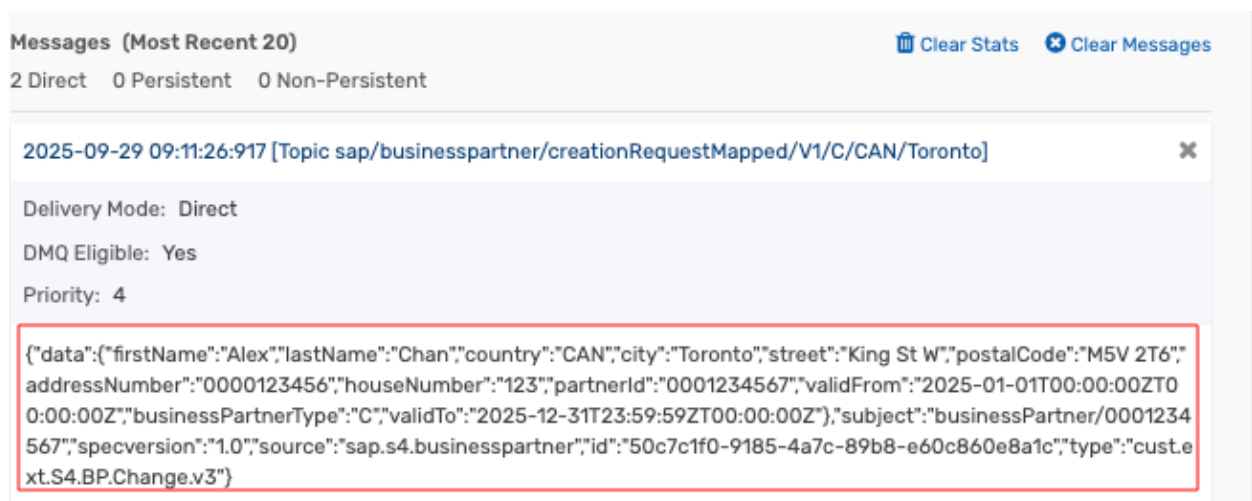 Messages (Most Recent 20)
Clear Stats
Clear Messages
2 Direct 0 Persistent 0 Non-Persistent
2025-09-29 09:11:26:917 [Topic sap/businesspartner/creationRequestMapped/V1/C/CAN/Toronto]
Delivery Mode: Direct
DMQ Eligible: Yes
Priority: 4
{"data":{"firstName":"Alex","lastName":"Chan","country":"CAN","city":"Toronto","street":"King St W","postalCode":"M5V 2T6","
addressNumber":"0000123456","houseNumber":"123","partnerId":"0001234567","validFrom":"2025-01-01T00:00:00ZT0
0:00:00Z","businessPartnerType":"C","validTo":"2025-12-31T23:59:59ZT00:00:00Z"},"subject":"businessPartner/0001234
567","specversion":"1.0","source":"sap.s4.businesspartner","id":"50c7c1f0-9185-4a7c-89b8-e60c860e8a1c","type":"cust.e
xt.S4.BP.Change.v3"}